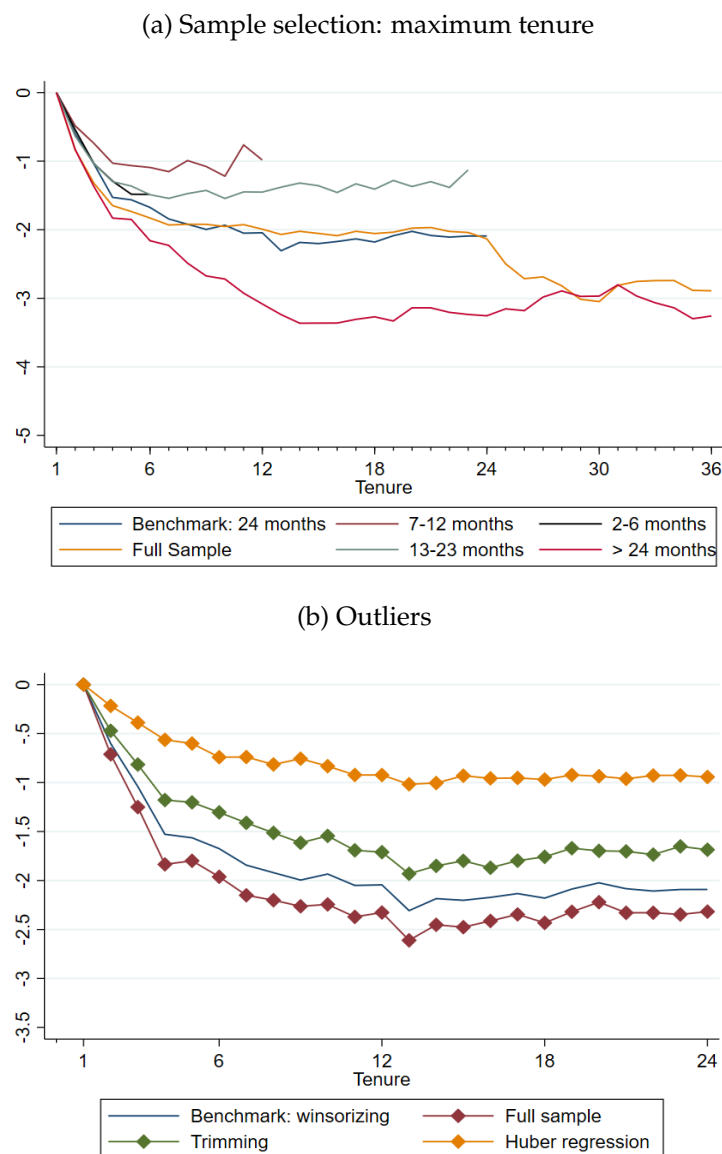 (a) Sample selection: maximum tenure
0
-1
-2
-3
-4
-5
1 6 12 18 24 30 36
Tenure
Benchmark: 24 months 7-12 months 2-6 months
Full Sample 13-23 months > 24 months
(b) Outliers
0
-.5
-1
-1.5
-2
-2.5
-3
-3.5
1 6 12 18 24
Tenure
Benchmark: winsorizing Full sample
Trimming Huber regression